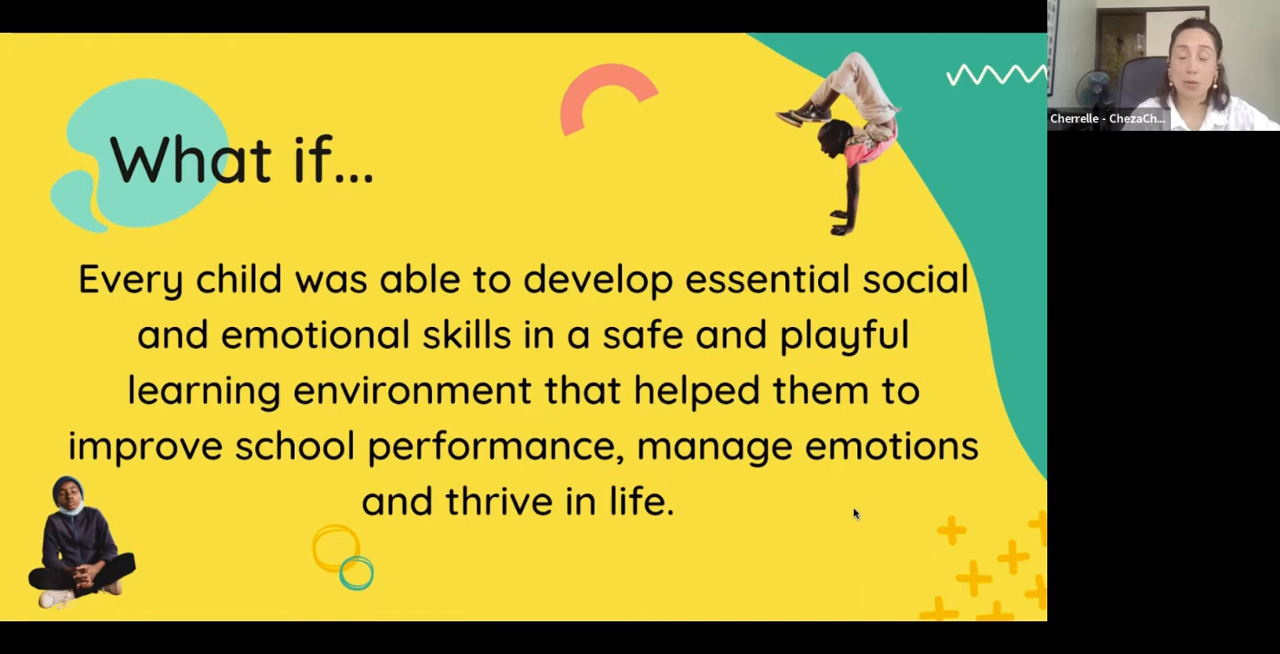 What if...
Every child was able to develop essential social
and emotional skills in a safe and playful
learning environment that helped them to
improve school performance, manage emotions
and thrive in life.
Cherrelle - ChezaCh...